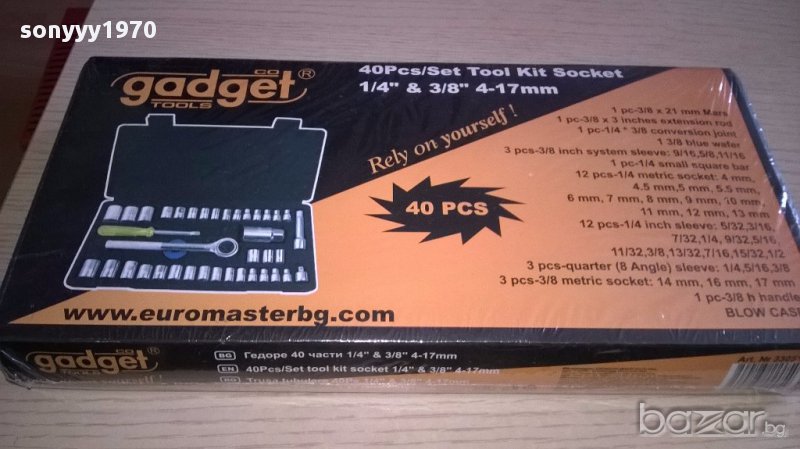 sonyyy1970
CO
gadget®
TOOLS
40Pcs/Set Tool Kit Socket
1/4" & 3/8" 4-17mm
Rely on yourself !
40 PCS
1 pc-3/8 x 21 mm Mars
1 pc-3/8 x 3 inches extension rod
1 pc-1/4 * 3/8 conversion joint
1 3/8 blue wafer
3 pcs-3/8 inch system sleeve: 9/16,5/8,11/16
1 pc-1/4 small square bar
12 pcs-1/4 metric socket: 4 mm,
4.5 mm,5 mm, 5.5 mm,
6 mm, 7 mm, 8 mm, 9 mm, 10 mm,
11 mm, 12 mm, 13 mm
12 pcs-1/4 inch sleeve: 5/32,3/16,
7/32,1/4, 9/32,5/16,
11/32,3/8,13/32,7/16,15/32,1/2
3 pcs-quarter (8 Angle) sleeve: 1/4,5/16,3/8
3 pcs-3/8 metric socket: 14 mm, 16 mm, 17 mm
1 pc-3/8 h handle
BLOW CASE
www.euromasterbg.com
CO
gadget®
TOOLS
BG Гедоре 40 части 1/4" & 3/8" 4-17mm
EN 40Pcs/Set tool kit socket 1/4" & 3/8" 4-17mm
RO Trusa tubulare 40Ps 1/4" & 3/8" 4-17mm
Art. Nr
bazar.bg